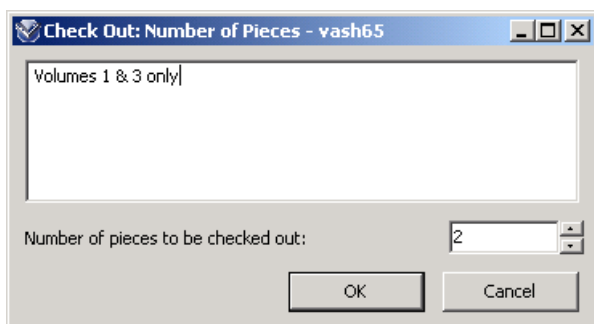 Check Out: Number of Pieces - vash65
Volumes 1 & 3 only
Number of pieces to be checked out: 2
OK Cancel